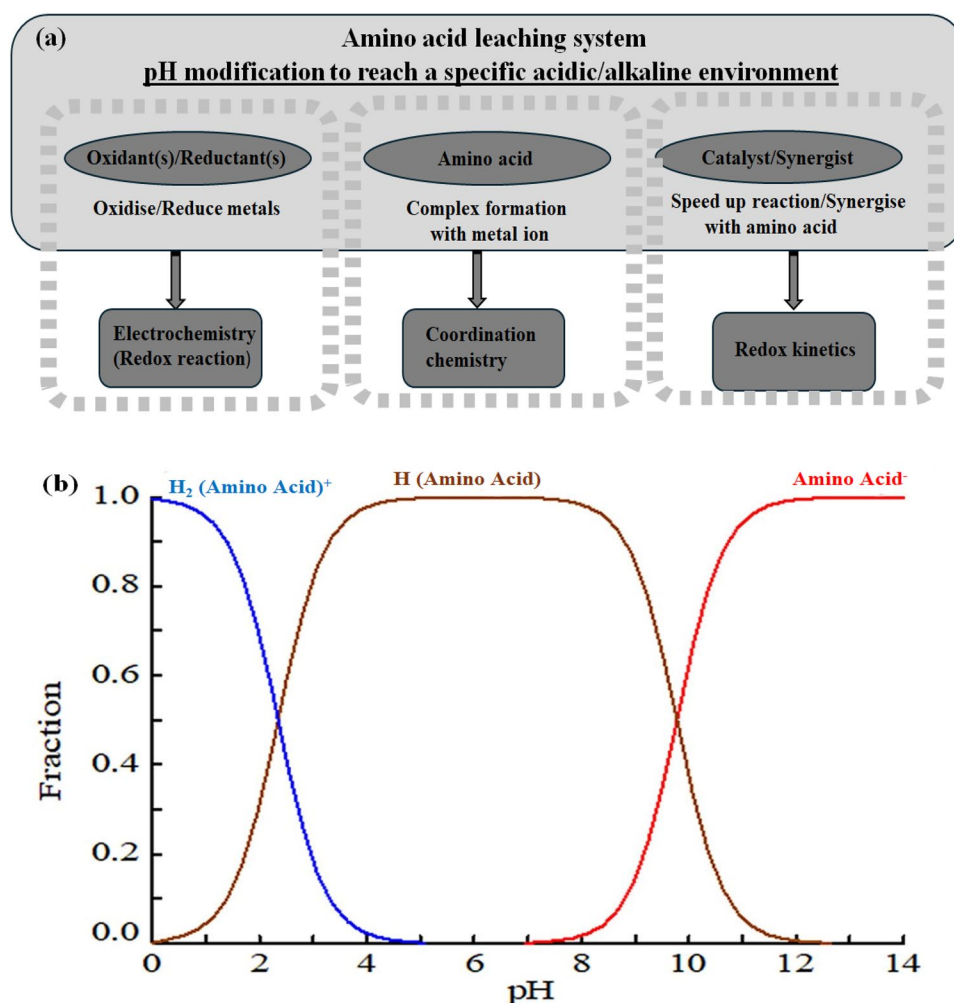 (a)
Amino acid leaching system
pH modification to reach a specific acidic/alkaline environment
Oxidant(s)/Reductant(s)
Amino acid
Catalyst/Synergist
Oxidise/Reduce metals
Complex formation
with metal ion
Speed up reaction/Synergise
with amino acid
Electrochemistry
(Redox reaction)
Coordination
chemistry
Redox kinetics
(b)
H₂ (Amino Acid)⁺
H (Amino Acid)
Amino Acid⁻
1.0
0.8
0.6
0.4
0.2
0.0
Fraction
0 2 4 6 8 10 12 14
pH